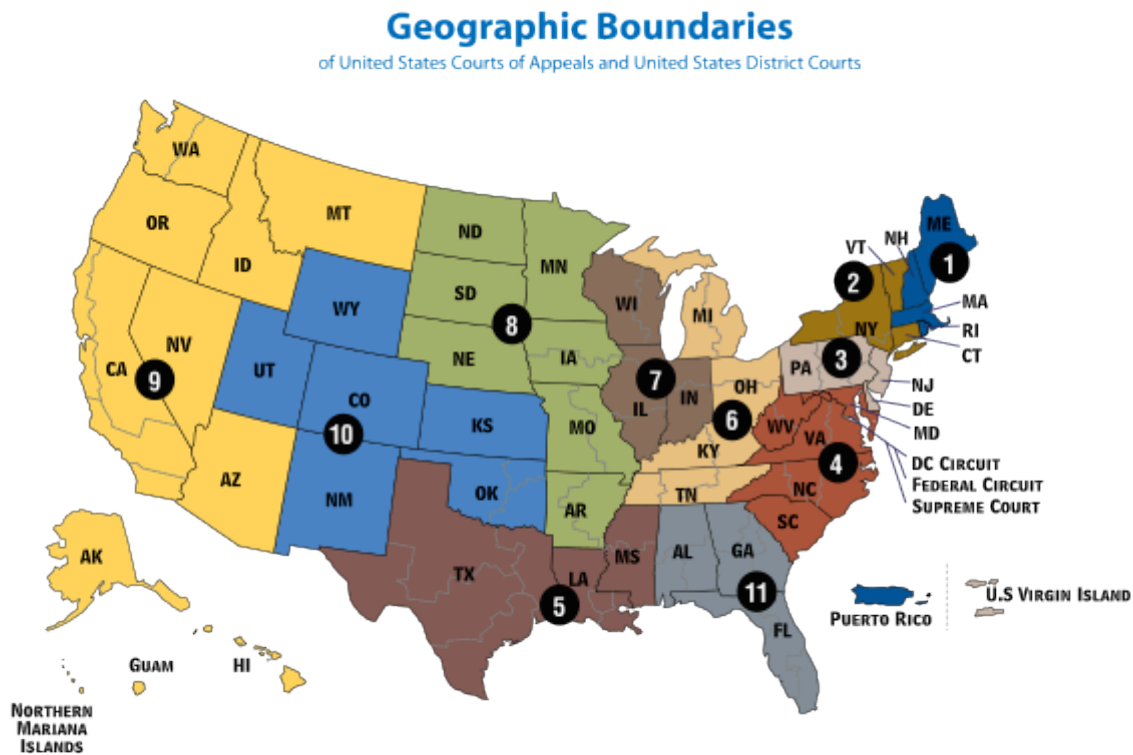 Geographic Boundaries
of United States Courts of Appeals and United States District Courts
WA
OR
MT
ID
WY
NV
CA
9
UT
CO
10
AZ
NM
ND
MN
SD
8
NE
IA
KS
MO
OK
AR
TX
LA
5
MS
WI
MI
7
IL
IN
OH
6
KY
TN
AL
GA
11
FL
ME
1
NH
VT
2
NY
MA
RI
CT
PA
3
NJ
DE
MD
WV
VA
4
NC
SC
DC CIRCUIT
FEDERAL CIRCUIT
SUPREME COURT
AK
HI
GUAM
NORTHERN
MARIANA
ISLANDS
PUERTO RICO
U.S VIRGIN ISLAND